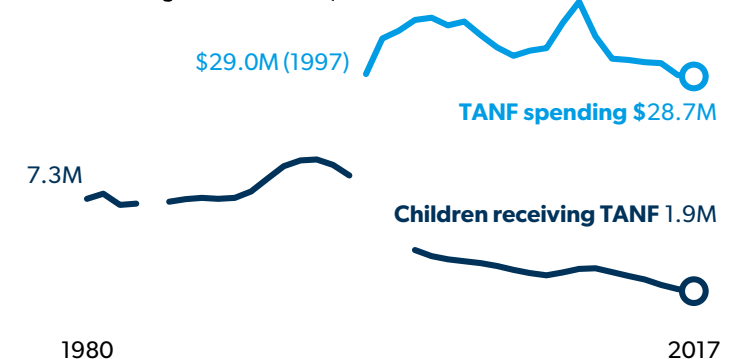 $29.0M (1997)
TANF spending $28.7M
7.3M
Children receiving TANF 1.9M
1980
2017